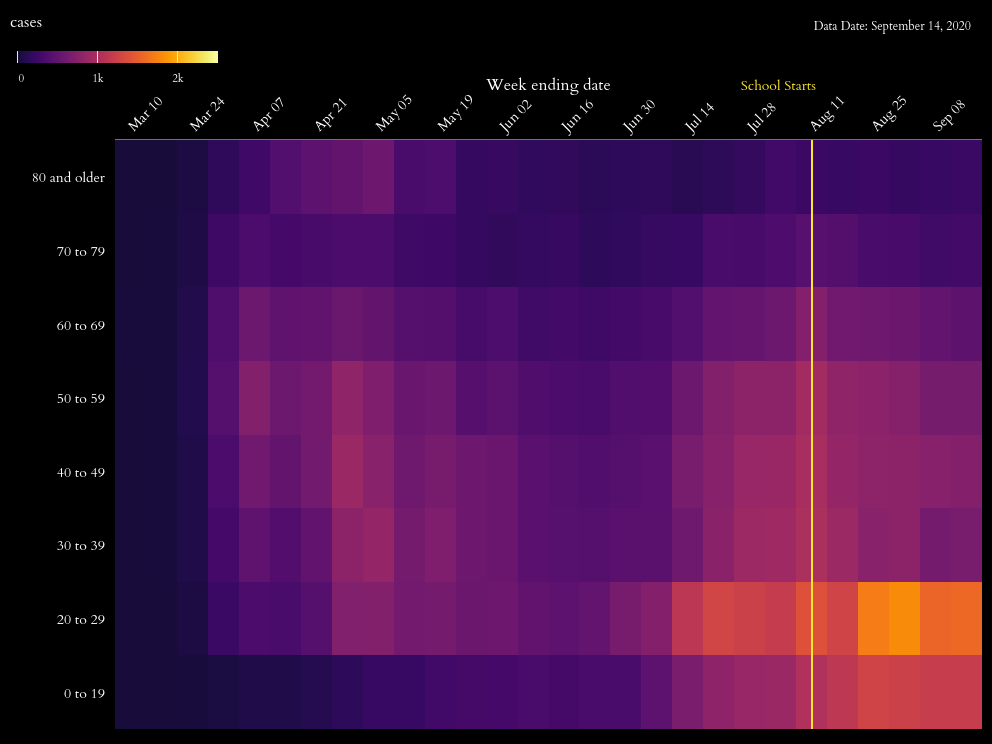 cases
Data Date: September 14, 2020
0 1k 2k
Week ending date
School Starts
Mar 10 Mar 24 Apr 07 Apr 21 May 05 May 19 Jun 02 Jun 16 Jun 30 Jul 14 Jul 28 Aug 11 Aug 25 Sep 08
80 and older
70 to 79
60 to 69
50 to 59
40 to 49
30 to 39
20 to 29
0 to 19